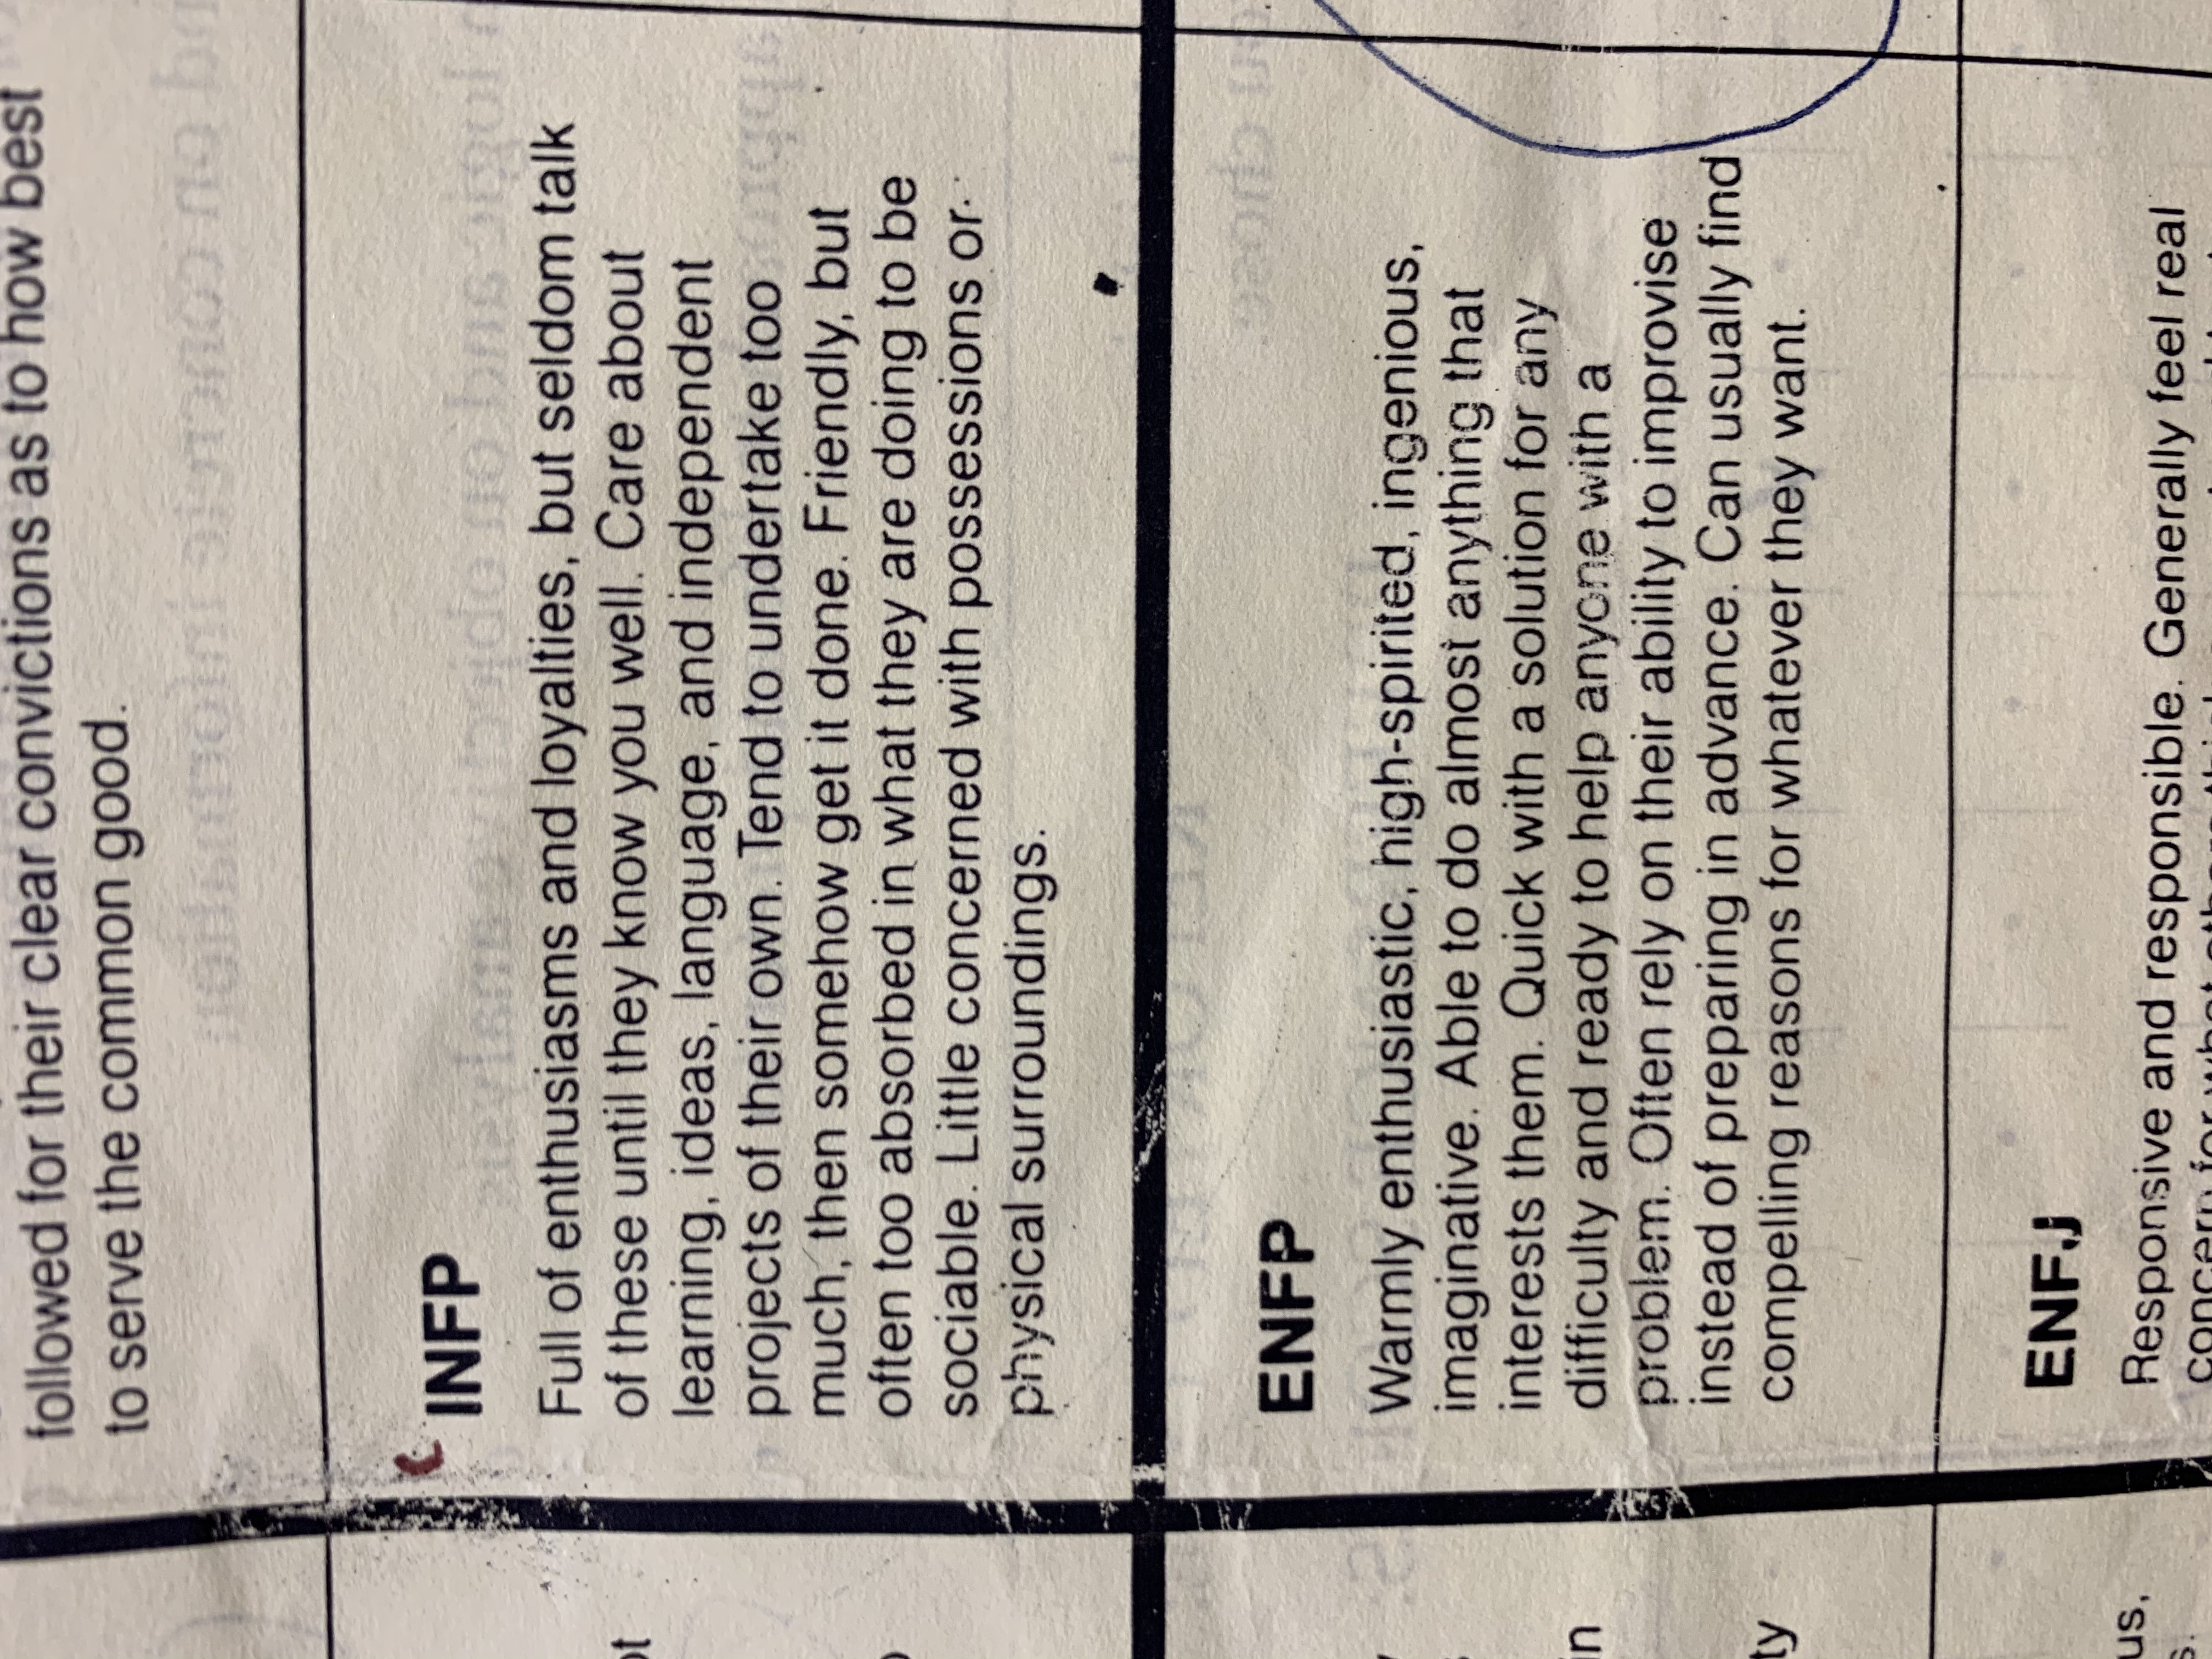 followed for their clear convictions as to how best
to serve the common good.
INFP
Full of enthusiasms and loyalties, but seldom talk
of these until they know you well. Care about
learning, ideas, language, and independent
projects of their own. Tend to undertake too
much, then somehow get it done. Friendly, but
often too absorbed in what they are doing to be
sociable. Little concerned with possessions or
physical surroundings.
ENFP
Warmly enthusiastic, high-spirited, ingenious,
imaginative. Able to do almost anything that
interests them. Quick with a solution for any
difficulty and ready to help anyone with a
problem. Often rely on their ability to improvise
instead of preparing in advance. Can usually find
compelling reasons for whatever they want.
ENFJ
Responsive and responsible. Generally feel real
concern for what others think